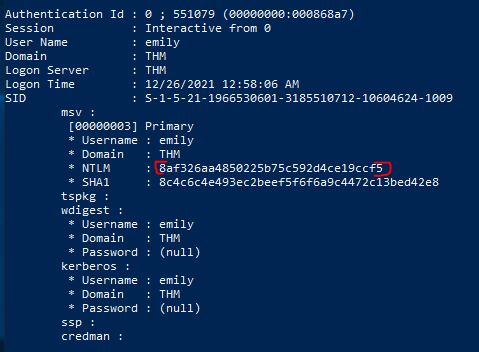 Authentication Id : 0 ; 551079 (00000000:000868a7)
Session : Interactive from 0
User Name : emily
Domain : THM
Logon Server : THM
Logon Time : 12/26/2021 12:58:06 AM
SID : S-1-5-21-1966530601-3185510712-10604624-1009
msv :
[00000003] Primary
* Username : emily
* Domain : THM
* NTLM : 8af326aa4850225b75c592d4ce19ccf5
* SHA1 : 8c4c6c4e493ec2beef5f6f6a9c4472c13bed42e8
tspkg :
wdigest :
* Username : emily
* Domain : THM
* Password : (null)
kerberos :
* Username : emily
* Domain : THM
* Password : (null)
ssp :
credman :